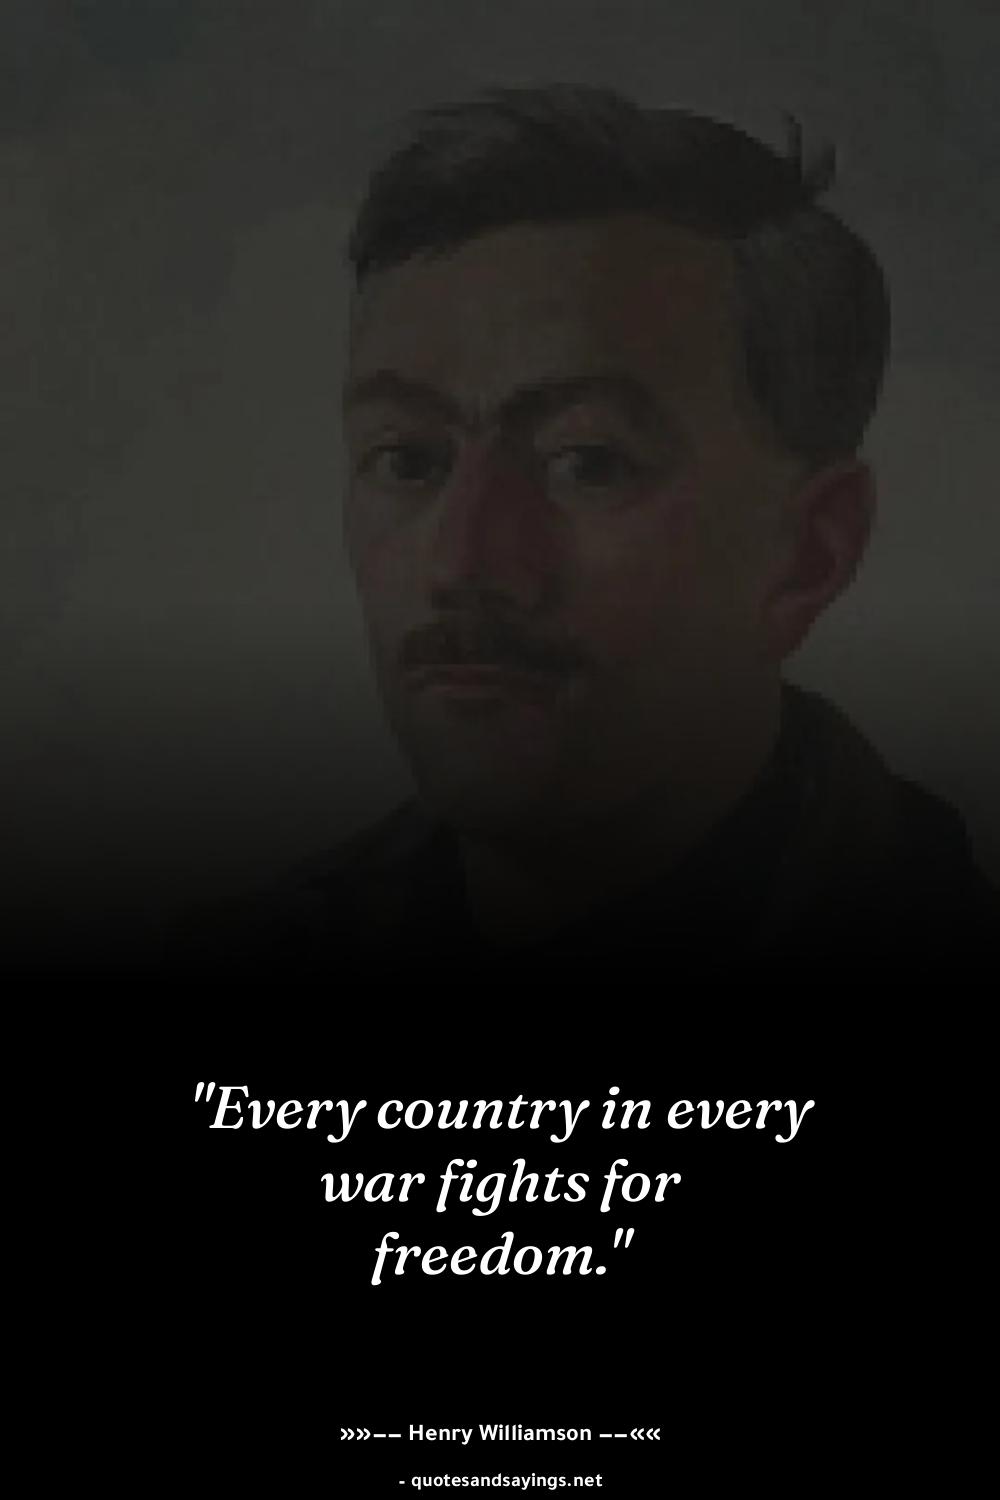 "Every country in every
war fights for
freedom."
»»–– Henry Williamson ––««
- quotesandsayings.net